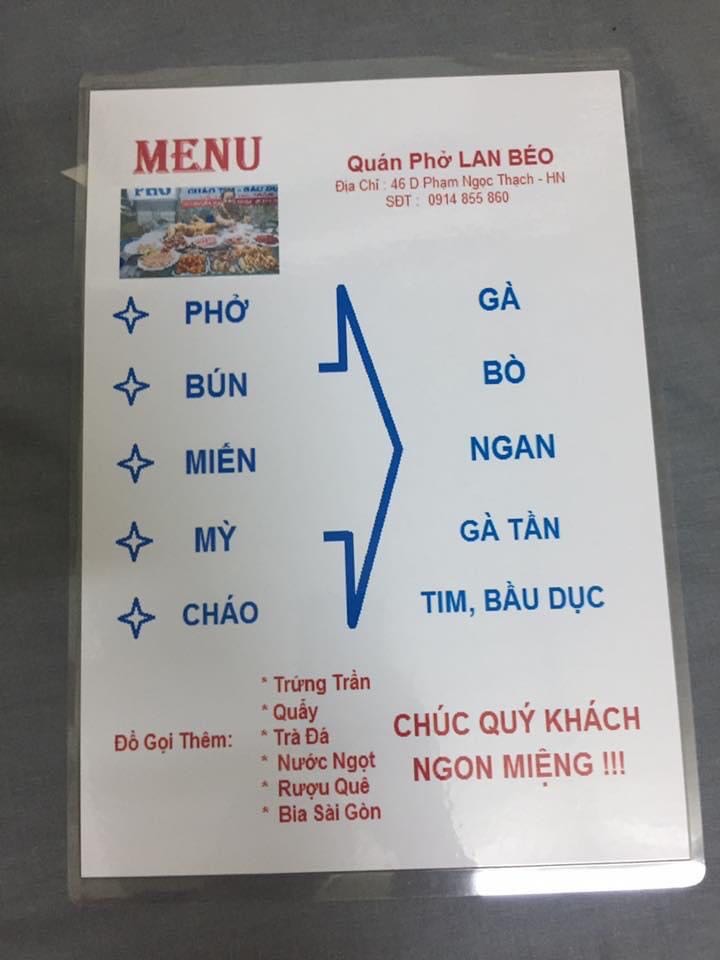 MENU
Quán Phở LAN BÉO
Địa Chỉ : 46 D Phạm Ngọc Thạch - HN
SĐT : 0914 855 860
PHỞ
PHỞ
BÚN
MIẾN
MỲ
CHÁO
GÀ
BÒ
NGAN
GÀ TẦN
TIM, BẦU DỤC
Đồ Gọi Thêm:
* Trứng Trần
* Quẩy
* Trà Đá
* Nước Ngọt
* Rượu Quê
* Bia Sài Gòn
CHÚC QUÝ KHÁCH
NGON MIỆNG !!!